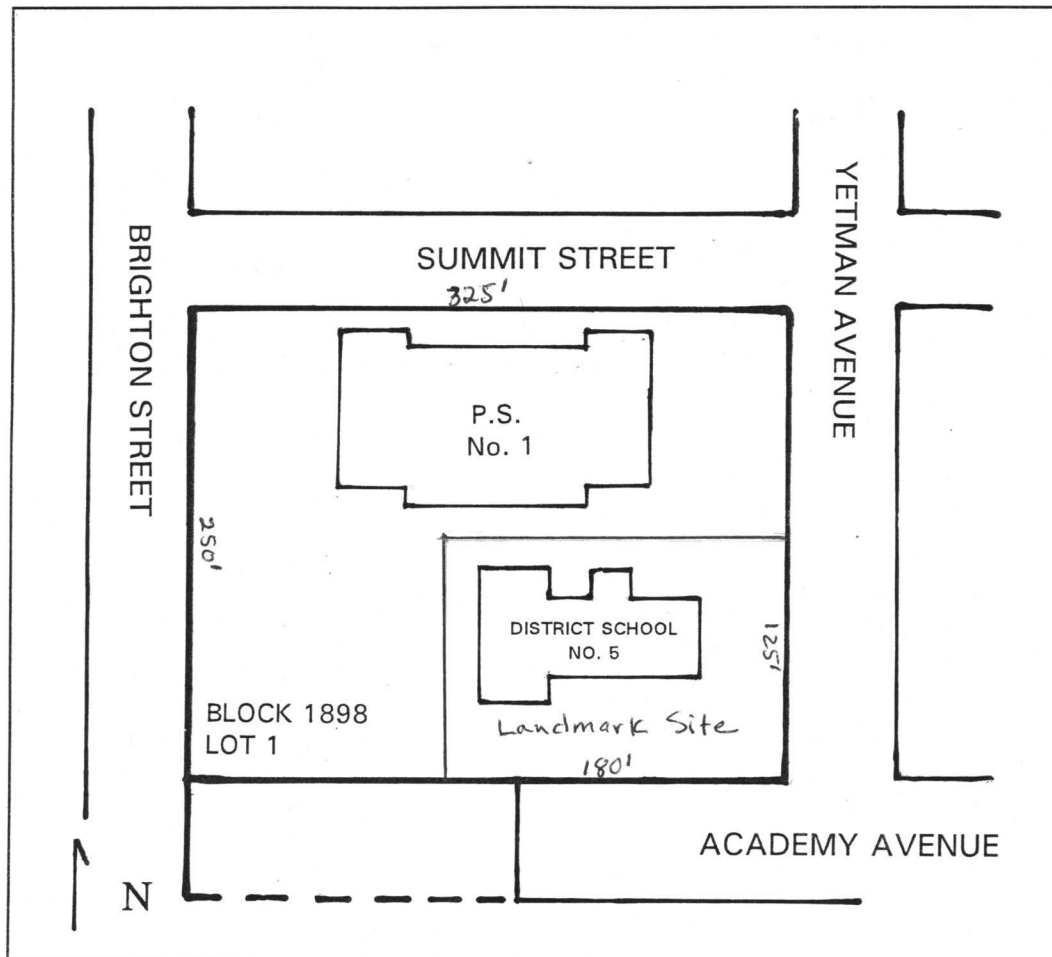 SUMMIT STREET
325'
YETMAN AVENUE
BRIGHTON STREET
P.S.
No. 1
250'
DISTRICT SCHOOL
NO. 5
125'
BLOCK 1898
LOT 1
Landmark Site
180'
ACADEMY AVENUE
N